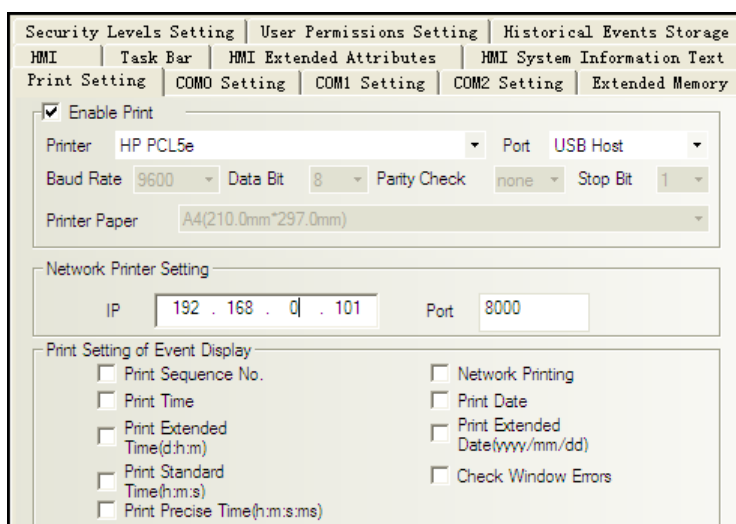 Security Levels Setting User Permissions Setting Historical Events Storage
HMI Task Bar HMI Extended Attributes HMI System Information Text
Print Setting COM0 Setting COM1 Setting COM2 Setting Extended Memory
Enable Print
Printer HP PCL5e Port USB Host
Baud Rate 9600 Data Bit 8 Parity Check none Stop Bit 1
Printer Paper A4(210.0mm*297.0mm)
Network Printer Setting
IP 192 . 168 . 0 . 101 Port 8000
Print Setting of Event Display
Print Sequence No. Network Printing
Print Time Print Date
Print Extended Time(d:h:m) Print Extended Date(yyyy/mm/dd)
Print Standard Time(h:m:s) Check Window Errors
Print Precise Time(h:m:s:ms)